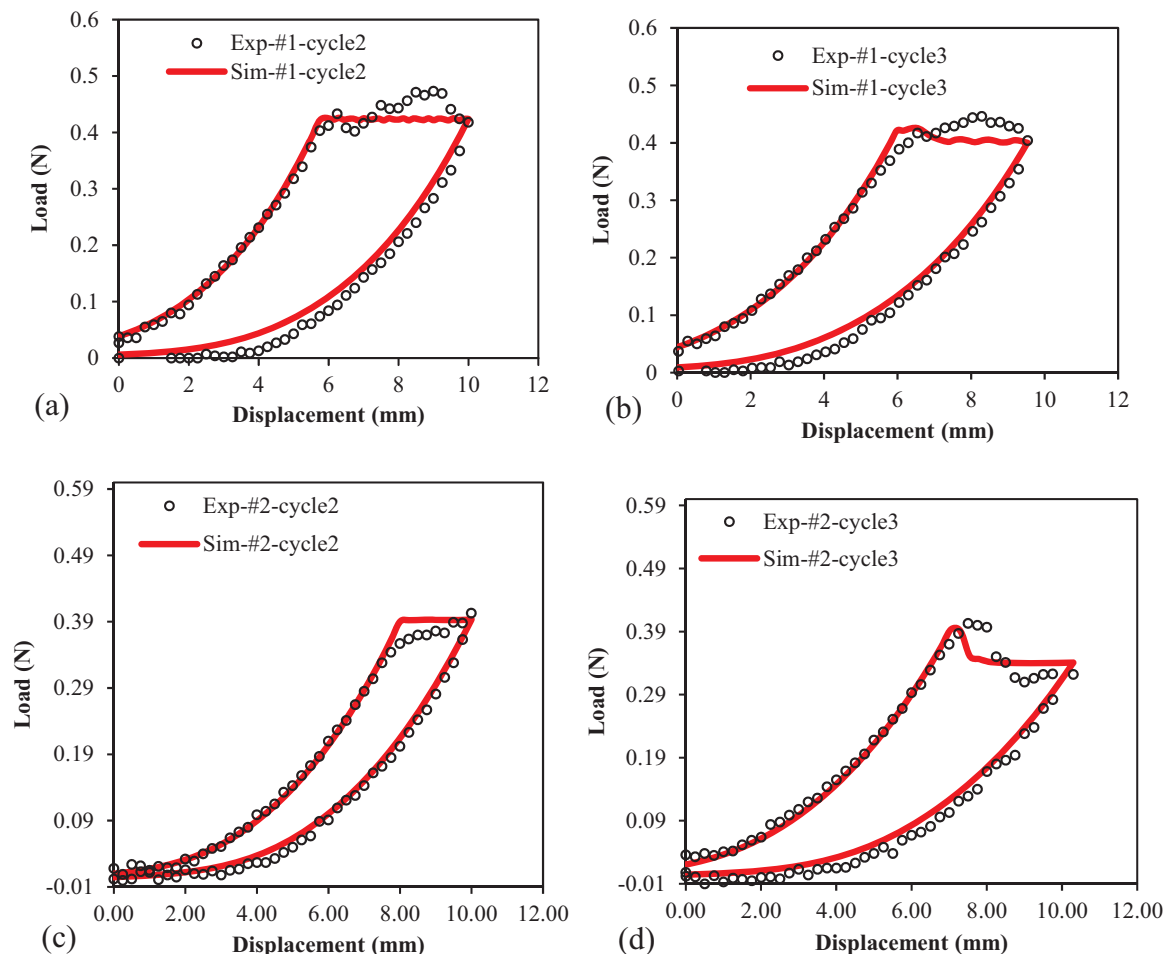 0.6
0.5
0.4
0.3
0.2
0.1
0
Load (N)
Exp-#1-cycle2
Sim-#1-cycle2
0 2 4 6 8 10 12
Displacement (mm)
(a)
0.6
0.5
0.4
0.3
0.2
0.1
0
Load (N)
Exp-#1-cycle3
Sim-#1-cycle3
0 2 4 6 8 10 12
Displacement (mm)
(b)
0.59
0.49
0.39
0.29
0.19
0.09
-0.01
Load (N)
Exp-#2-cycle2
Sim-#2-cycle2
0.00 2.00 4.00 6.00 8.00 10.00 12.00
Displacement (mm)
(c)
0.59
0.49
0.39
0.29
0.19
0.09
-0.01
Load (N)
Exp-#2-cycle3
Sim-#2-cycle3
0.00 2.00 4.00 6.00 8.00 10.00 12.00
Displacement (mm)
(d)